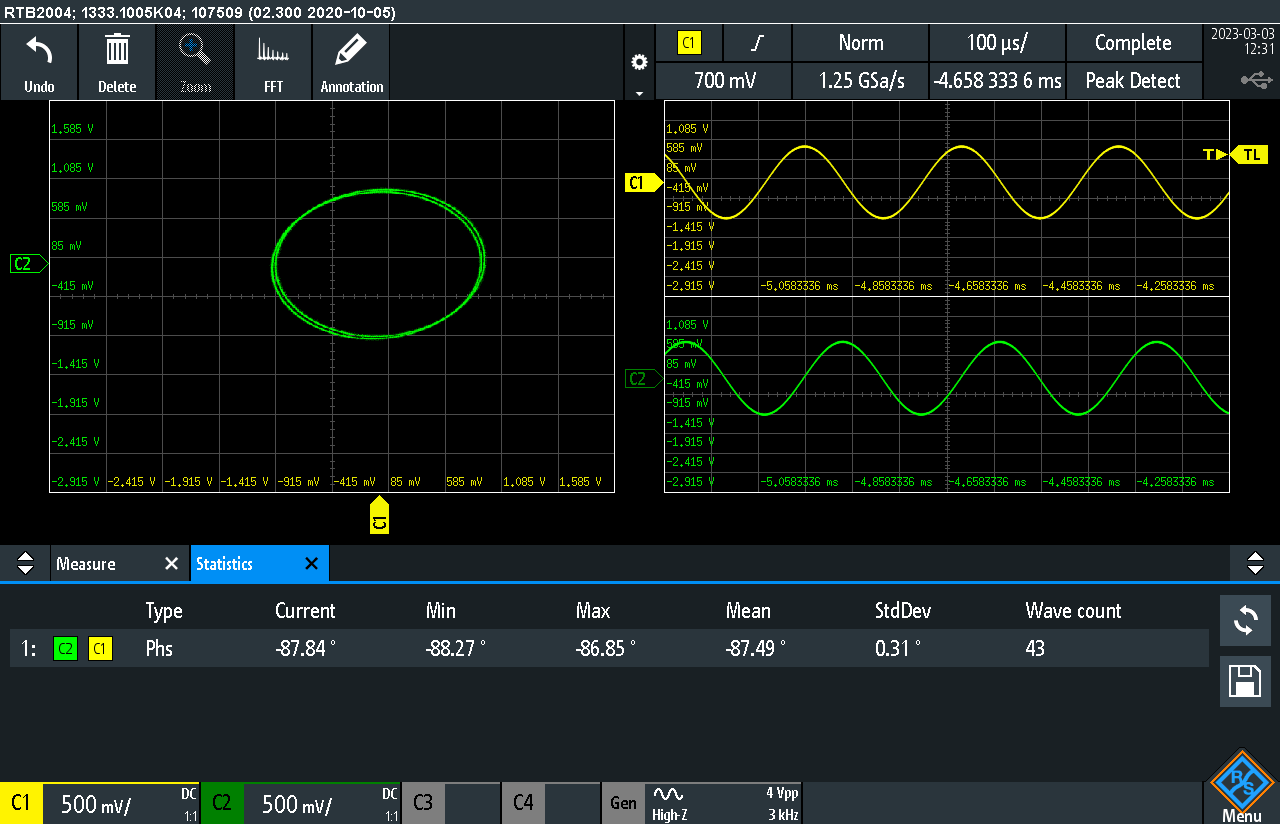 RTB2004; 1333.1005K04; 107509 (02.300 2020-10-05)
Undo
Delete
Zoom
FFT
Annotation
C1
Norm
100 µs/
Complete
2023-03-03
12:31
700 mV
1.25 GSa/s
-4.658 333 6 ms
Peak Detect
1.585 V
1.085 V
585 mV
85 mV
-415 mV
-915 mV
-1.415 V
-1.915 V
-2.415 V
-2.915 V
-2.415 V
-1.915 V
-1.415 V
-915 mV
-415 mV
85 mV
585 mV
1.085 V
1.585 V
C2
C1
1.085 V
585 mV
85 mV
-415 mV
-915 mV
-1.415 V
-1.915 V
-2.415 V
-2.915 V
-5.0583336 ms
-4.8583336 ms
-4.6583336 ms
-4.4583336 ms
-4.2583336 ms
C1
T
TL
1.085 V
585 mV
85 mV
-415 mV
-915 mV
-1.415 V
-1.915 V
-2.415 V
-2.915 V
-5.0583336 ms
-4.8583336 ms
-4.6583336 ms
-4.4583336 ms
-4.2583336 ms
C2
Measure
Statistics
Type Current Min Max Mean StdDev Wave count
1: C2 C1 Phs -87.84 ° -88.27 ° -86.85 ° -87.49 ° 0.31 ° 43
C1 500 mV/ DC 1:1
C2 500 mV/ DC 1:1
C3
C4
Gen High-Z 4 Vpp 3 kHz
R S
Menu